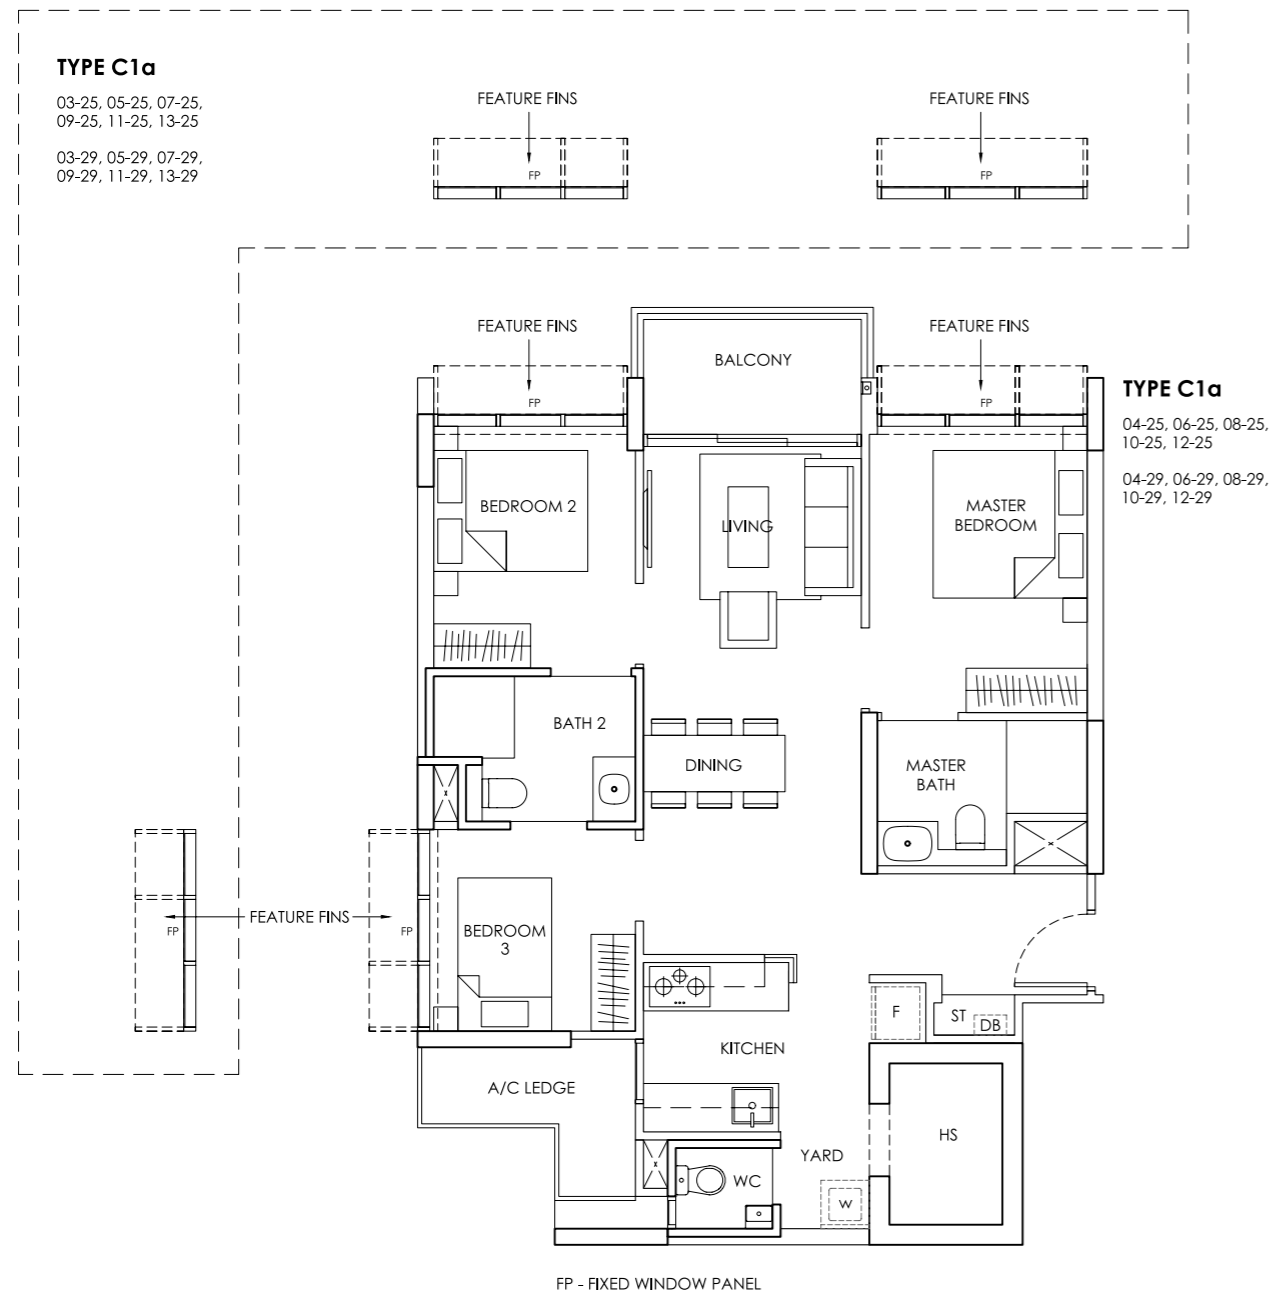 TYPE C1a
03-25, 05-25, 07-25,
09-25, 11-25, 13-25
03-29, 05-29, 07-29,
09-29, 11-29, 13-29
FEATURE FINS
FP
FEATURE FINS
FP
FEATURE FINS
FP
BALCONY
FEATURE FINS
FP
TYPE C1a
04-25, 06-25, 08-25,
10-25, 12-25
04-29, 06-29, 08-29,
10-29, 12-29
BEDROOM 2
LIVING
MASTER
BEDROOM
BATH 2
DINING
MASTER
BATH
FEATURE FINS
FP
FP
BEDROOM
3
F
ST
DB
KITCHEN
A/C LEDGE
HS
YARD
WC
W
FP - FIXED WINDOW PANEL